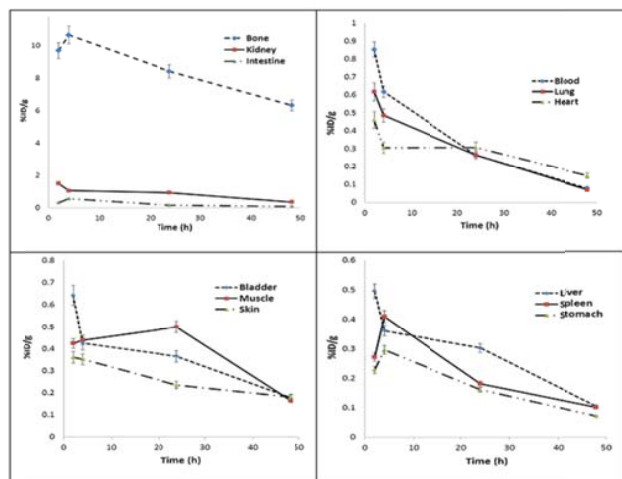 %ID/g
10
8
6
4
2
0
0 10 20 30 40 50
Time (h)
Bone
Kidney
Intestine
%ID/g
1
0.9
0.8
0.7
0.6
0.5
0.4
0.3
0.2
0.1
0
0 10 20 30 40 50
Time (h)
Blood
Lung
Heart
%ID/g
0.8
0.7
0.6
0.5
0.4
0.3
0.2
0.1
0
0 10 20 30 40 50
Time (h)
Bladder
Muscle
Skin
%ID/g
0.6
0.5
0.4
0.3
0.2
0.1
0
0 10 20 30 40 50
Time (h)
Liver
Spleen
Stomach